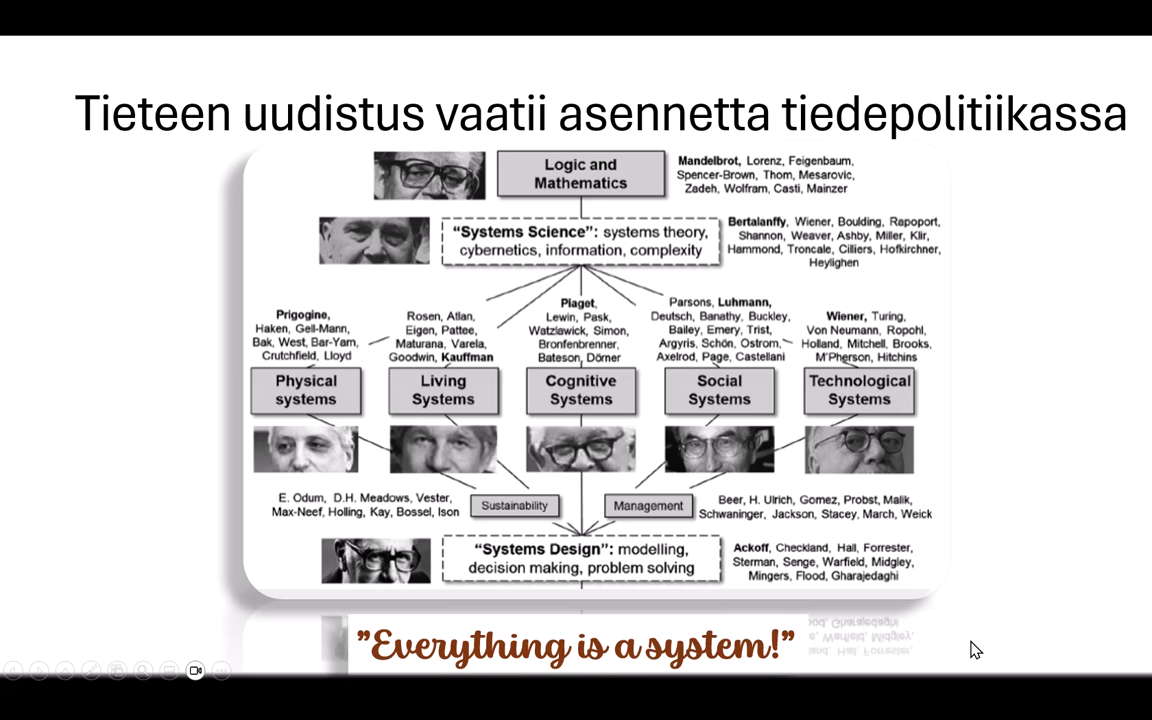 Tieteen uudistus vaatii asennetta tiedepolitiikassa
Logic and
Mathematics
Mandelbrot, Lorenz, Feigenbaum,
Spencer-Brown, Thom, Mesarovic,
Zadeh, Wolfram, Casti, Mainzer
“Systems Science”: systems theory,
cybernetics, information, complexity
Bertalanffy, Wiener, Boulding, Rapoport,
Shannon, Weaver, Ashby, Miller, Klir,
Hammond, Troncale, Cilliers, Hofkirchner,
Heylighen
Prigogine,
Haken, Gell-Mann,
Bak, West, Bar-Yam,
Crutchfield, Lloyd
Rosen, Atlan,
Eigen, Pattee,
Maturana, Varela,
Goodwin, Kauffman
Piaget,
Lewin, Pask,
Watzlawick, Simon,
Bronfenbrenner,
Bateson, Dörner
Parsons, Luhmann,
Deutsch, Banathy, Buckley,
Bailey, Emery, Trist,
Argyris, Schön, Ostrom,
Axelrod, Page, Castellani
Wiener, Turing,
Von Neumann, Ropohl,
Holland, Mitchell, Brooks,
M'Pherson, Hitchins
Physical
systems
Living
Systems
Cognitive
Systems
Social
Systems
Technological
Systems
E. Odum, D.H. Meadows, Vester,
Max-Neef, Holling, Kay, Bossel, Ison
Sustainability
Management
Beer, H. Ulrich, Gomez, Probst, Malik,
Schwaninger, Jackson, Stacey, March, Weick
“Systems Design”: modelling,
decision making, problem solving
Ackoff, Checkland, Hall, Forrester,
Sterman, Senge, Warfield, Midgley,
Mingers, Flood, Gharajedaghi
”Everything is a system!”